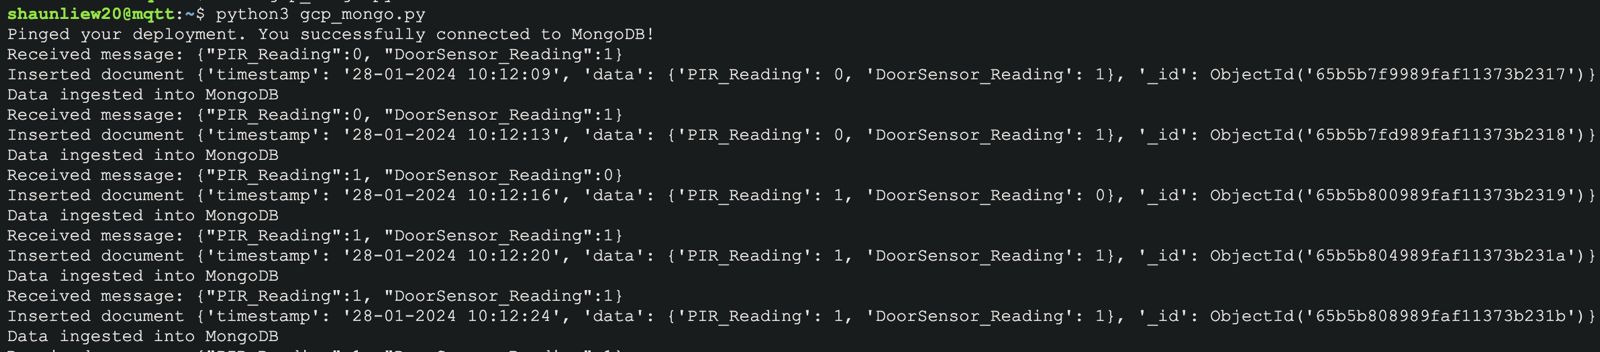 shaunliew20@mqtt:~$ python3 gcp_mongo.py
Pinged your deployment. You successfully connected to MongoDB!
Received message: {"PIR_Reading":0, "DoorSensor_Reading":1}
Inserted document {'timestamp': '28-01-2024 10:12:09', 'data': {'PIR_Reading': 0, 'DoorSensor_Reading': 1}, '_id': ObjectId('65b5b7f9989faf11373b2317')}
Data ingested into MongoDB
Received message: {"PIR_Reading":0, "DoorSensor_Reading":1}
Inserted document {'timestamp': '28-01-2024 10:12:13', 'data': {'PIR_Reading': 0, 'DoorSensor_Reading': 1}, '_id': ObjectId('65b5b7fd989faf11373b2318')}
Data ingested into MongoDB
Received message: {"PIR_Reading":1, "DoorSensor_Reading":0}
Inserted document {'timestamp': '28-01-2024 10:12:16', 'data': {'PIR_Reading': 1, 'DoorSensor_Reading': 0}, '_id': ObjectId('65b5b800989faf11373b2319')}
Data ingested into MongoDB
Received message: {"PIR_Reading":1, "DoorSensor_Reading":1}
Inserted document {'timestamp': '28-01-2024 10:12:20', 'data': {'PIR_Reading': 1, 'DoorSensor_Reading': 1}, '_id': ObjectId('65b5b804989faf11373b231a')}
Data ingested into MongoDB
Received message: {"PIR_Reading":1, "DoorSensor_Reading":1}
Inserted document {'timestamp': '28-01-2024 10:12:24', 'data': {'PIR_Reading': 1, 'DoorSensor_Reading': 1}, '_id': ObjectId('65b5b808989faf11373b231b')}
Data ingested into MongoDB